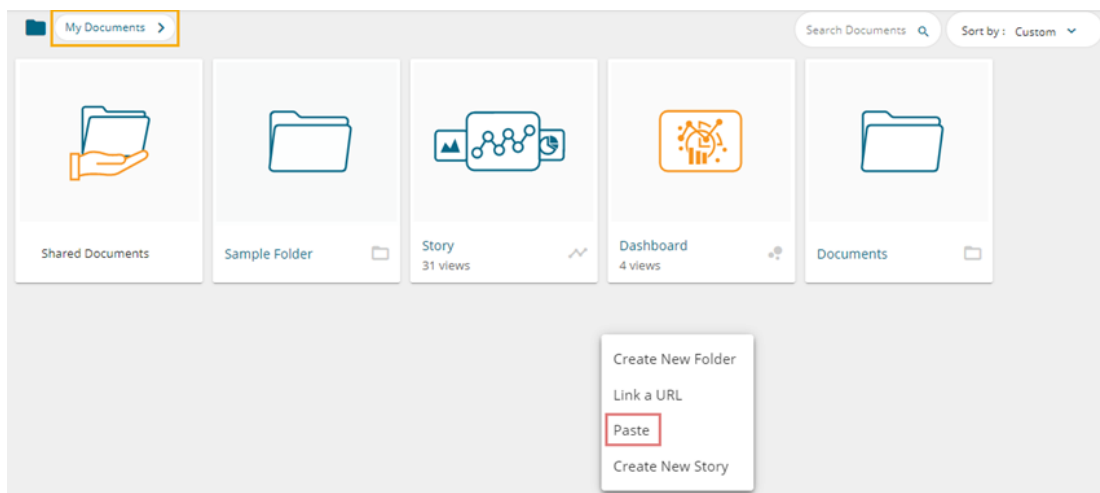 My Documents
Search Documents
Sort by : Custom
Shared Documents
Sample Folder
Story
31 views
Dashboard
4 views
Documents
Create New Folder
Link a URL
Paste
Create New Story